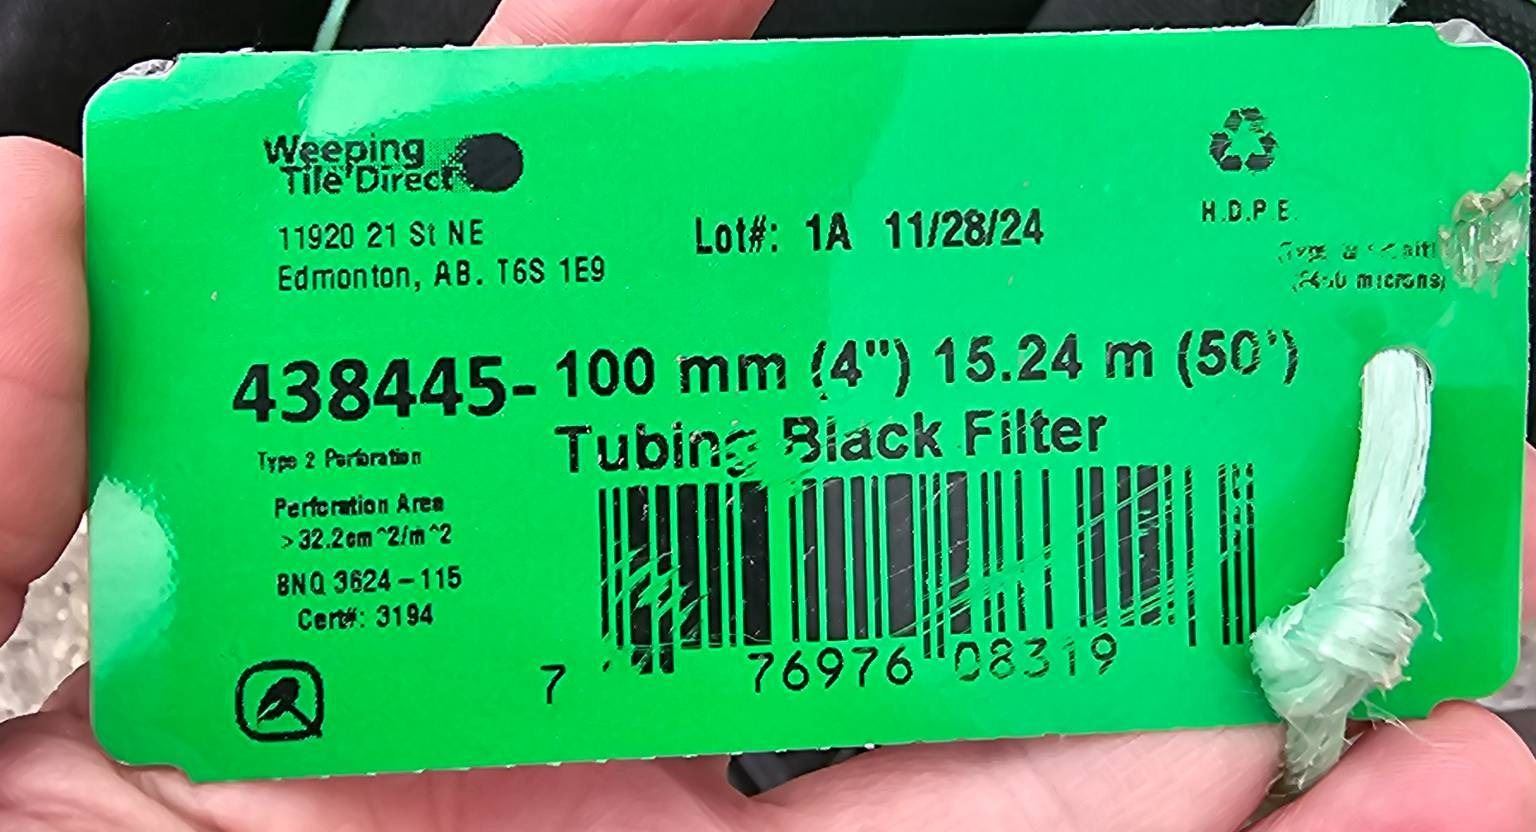 Weeping
Tile Direct
11920 21 St NE
Edmonton, AB. T6S 1E9
Lot#: 1A 11/28/24
H.D.P.E.
microns)
438445- 100 mm (4") 15.24 m (50')
Tubing Black Filter
Type 2 Perforation
Perforation Area
>32.2cm^2/m^2
BNQ 3624-115
Cert#: 3194
7 76976 08319